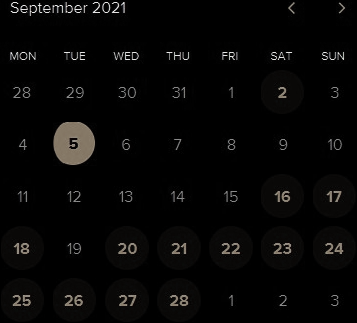 September 2021 < >
MON TUE WED THU FRI SAT SUN
28 29 30 31 1 2 3
4 5 6 7 8 9 10
11 12 13 14 15 16 17
18 19 20 21 22 23 24
25 26 27 28 1 2 3